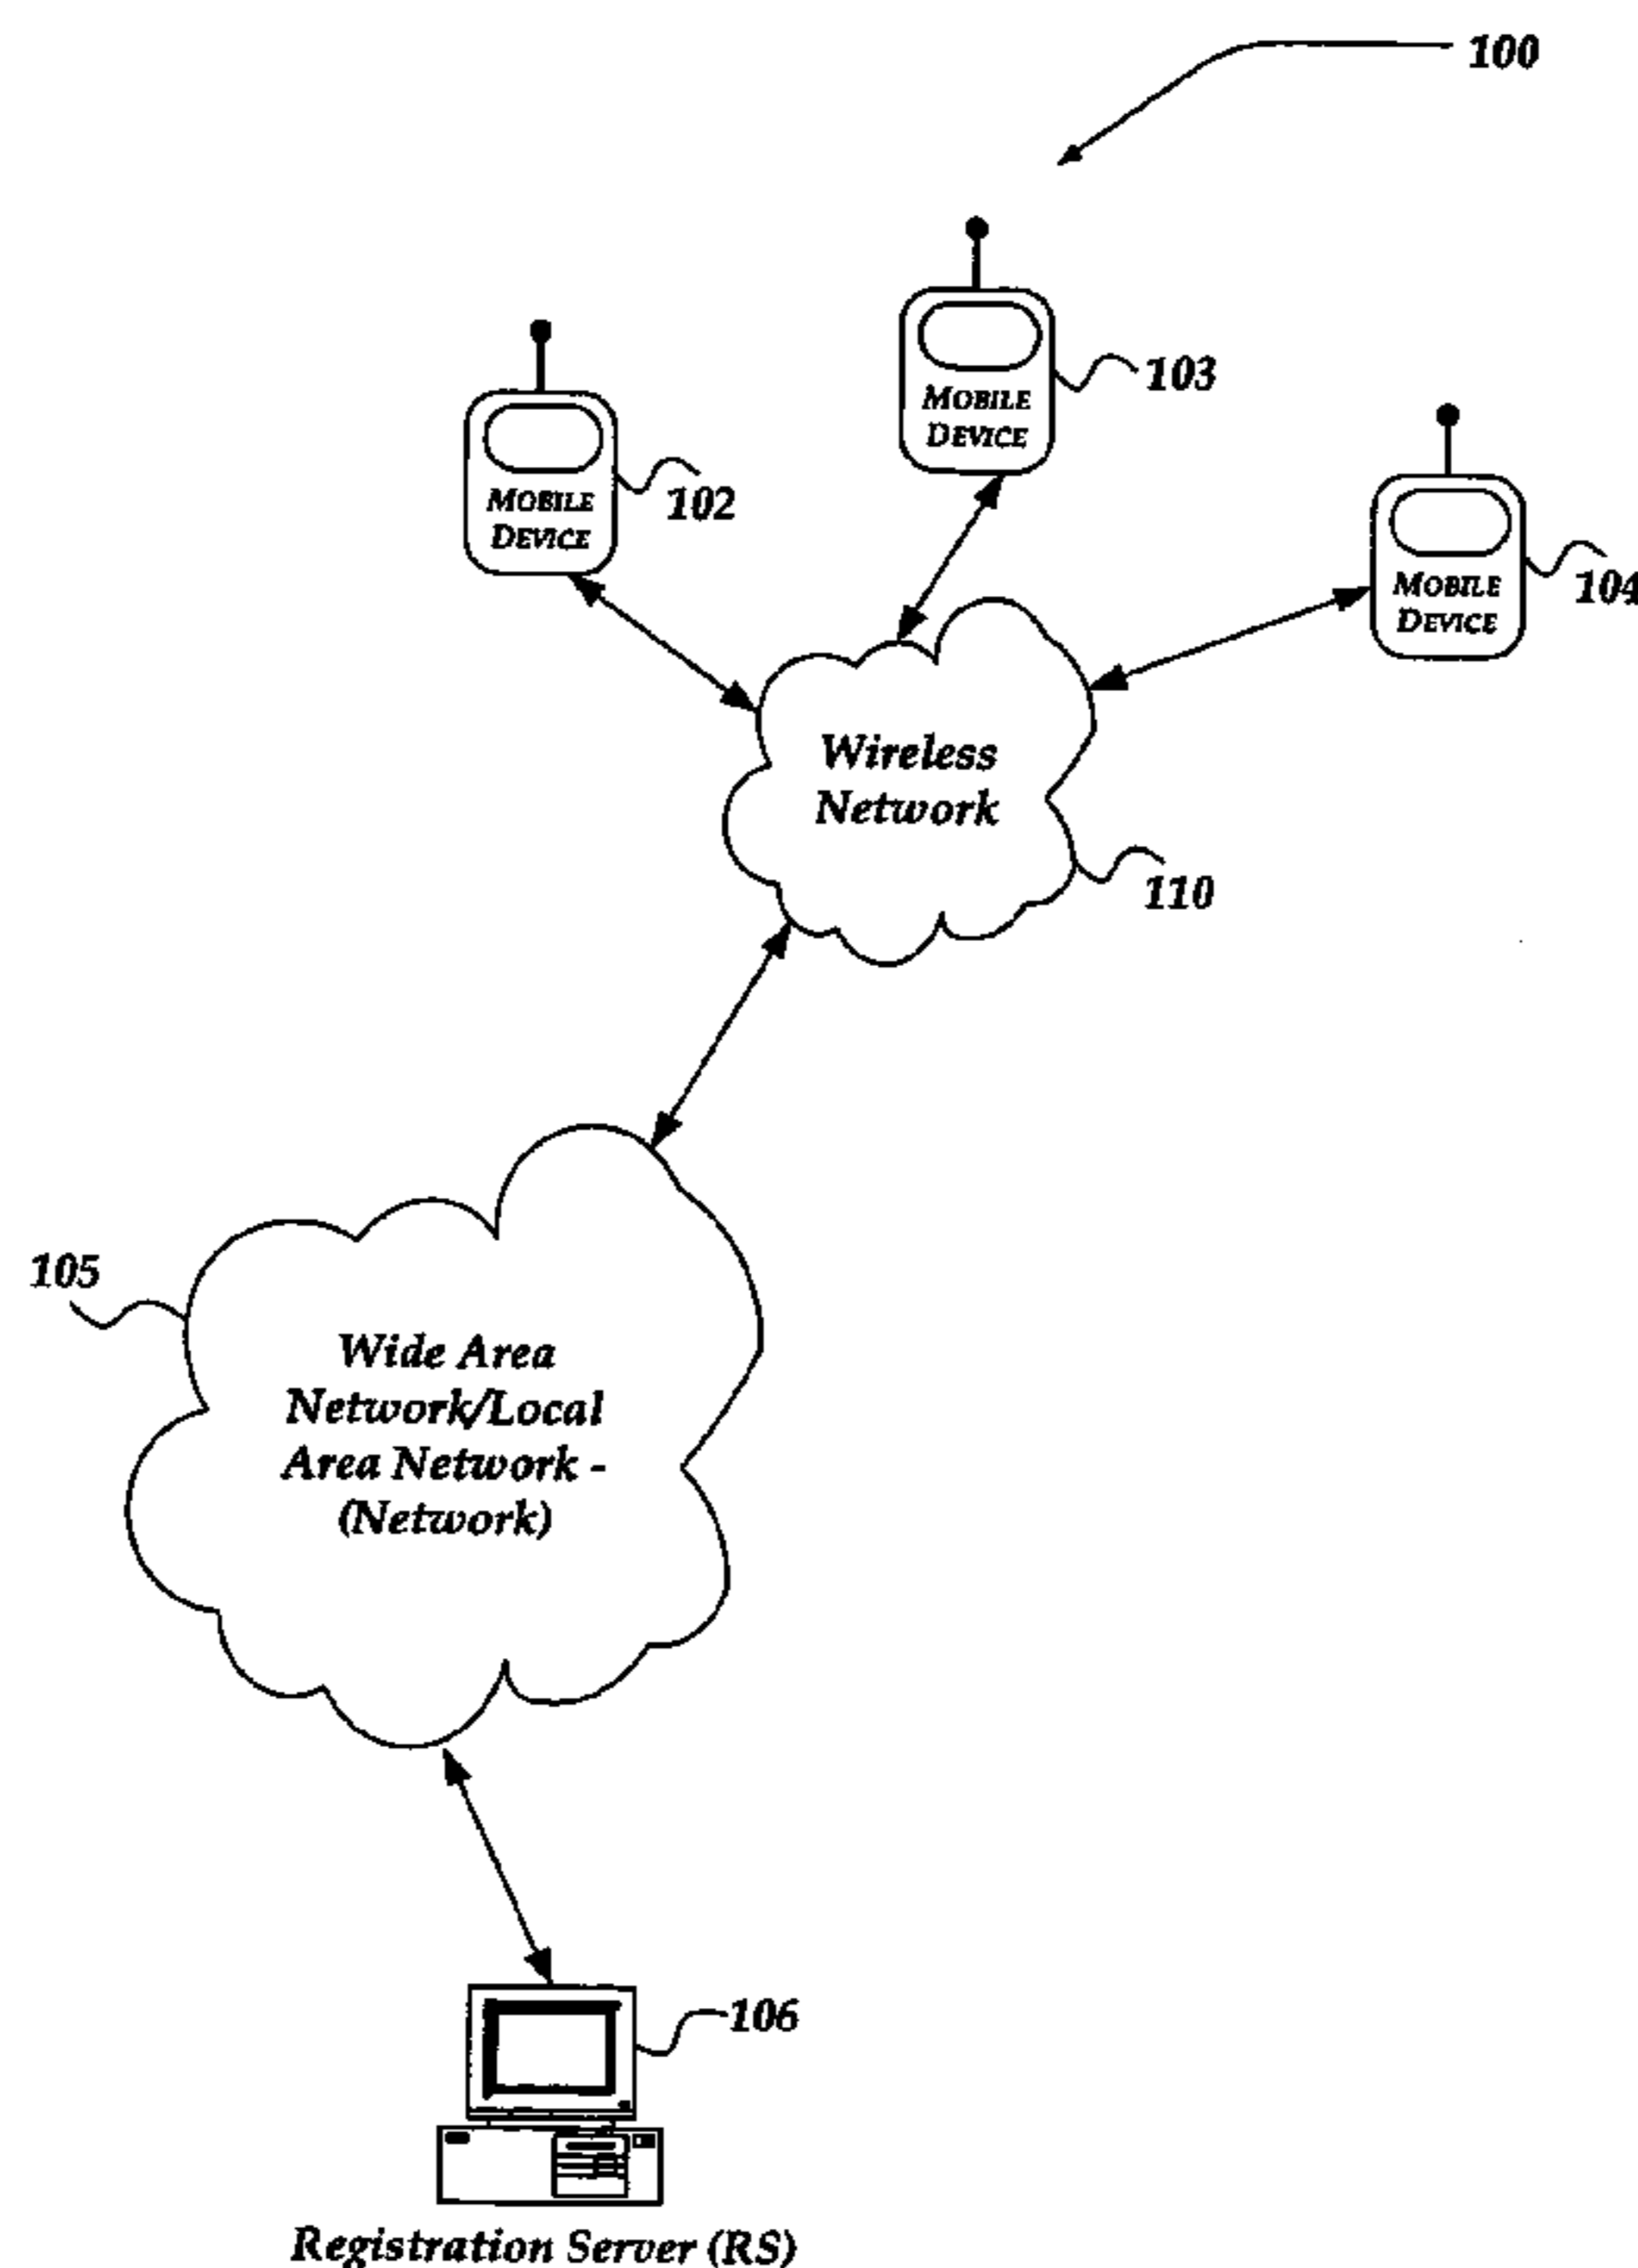 100
103
MOBILE
DEVICE
102
MOBILE
DEVICE
104
MOBILE
DEVICE
Wireless
Network
110
105
Wide Area
Network/Local
Area Network -
(Network)
106
Registration Server (RS)